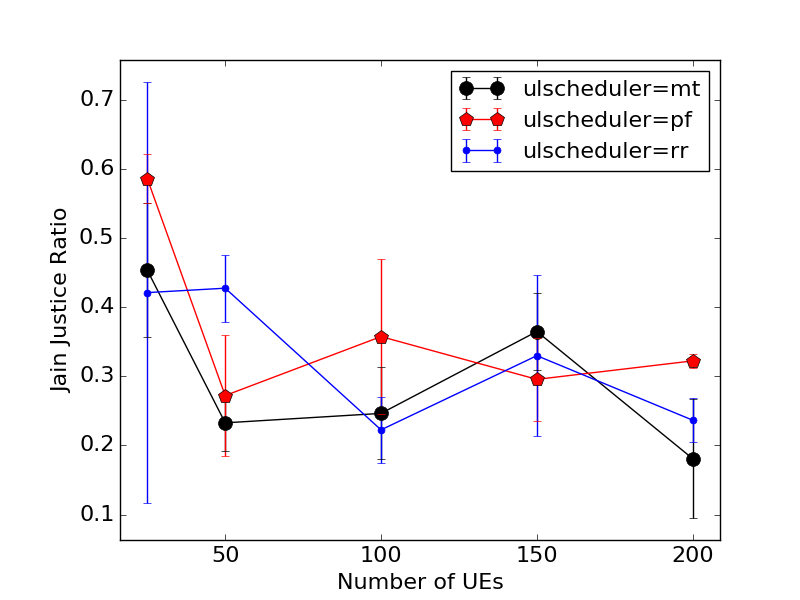 ulscheduler=mt
ulscheduler=pf
ulscheduler=rr
0.7
0.6
0.5
0.4
0.3
0.2
0.1
Jain Justice Ratio
50 100 150 200
Number of UEs